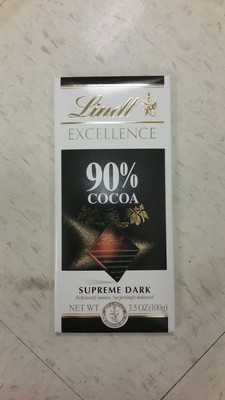 Lindt
EXCELLENCE
90%
COCOA
SUPREME DARK
Deliciously intense, Surprisingly balanced
NET WT 3.5 OZ (100g)